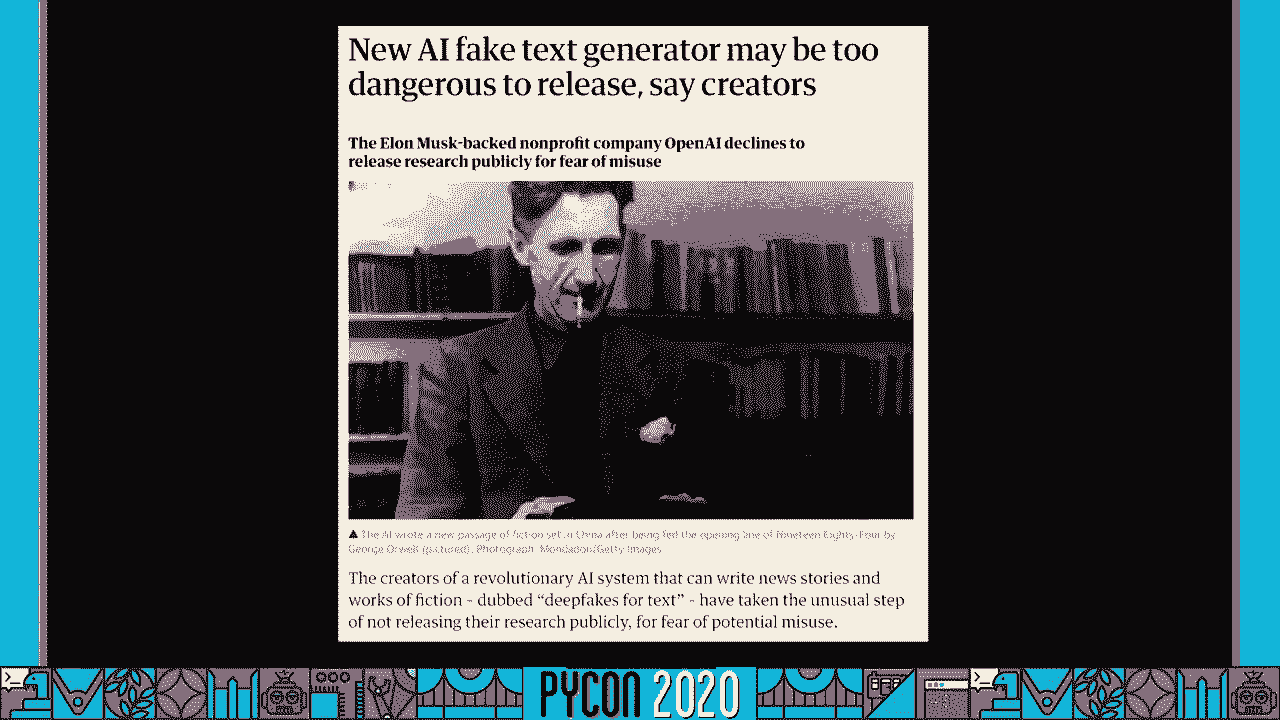 New AI fake text generator may be too
dangerous to release, say creators
The Elon Musk-backed nonprofit company OpenAI declines to
release research publicly for fear of misuse
The AI wrote a new passage of fiction set in China after being fed the opening line of Nineteen Eighty-Four by
George Orwell (pictured). Photograph: Mondadori/Getty Images
The creators of a revolutionary AI system that can write news stories and
works of fiction – dubbed “deepfakes for text” – have taken the unusual step
of not releasing their research publicly, for fear of potential misuse.
PYCON 2020